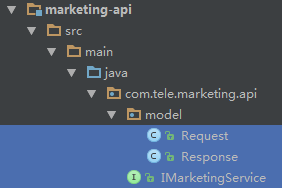 marketing-api
src
main
java
com.tele.marketing.api
model
C Request
C Response
I IMarketingService